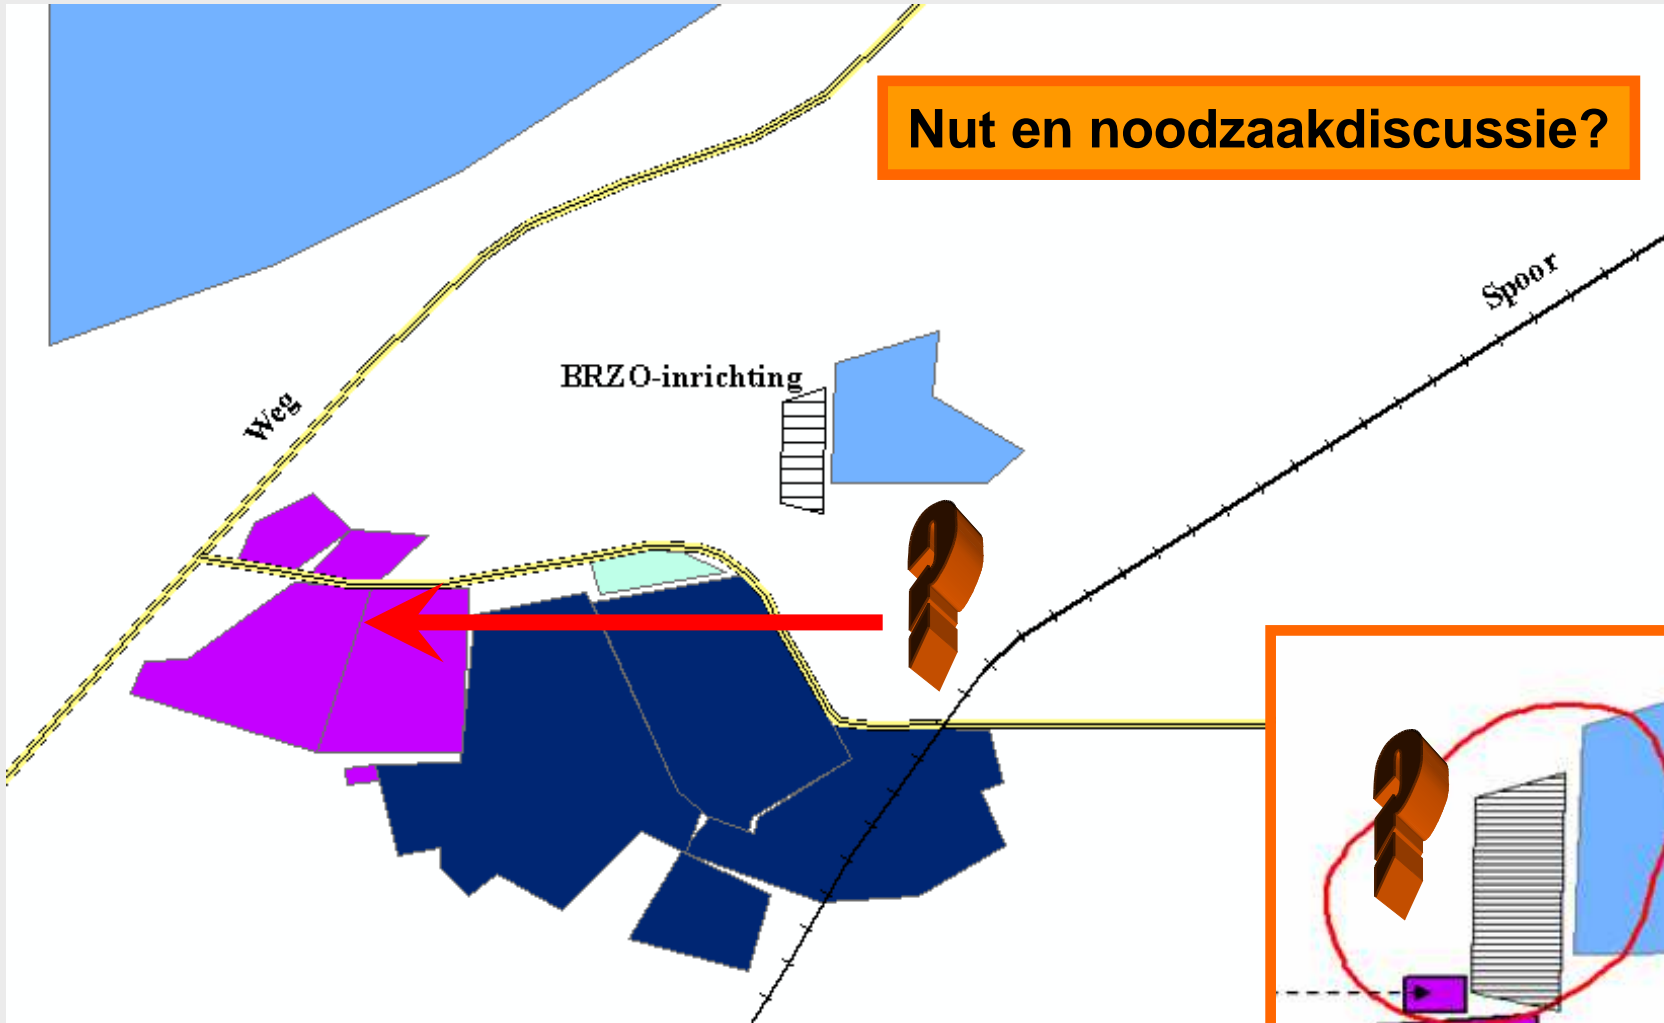 Nut en noodzaakdiscussie?
Spoor
BRZO-inrichting
Weg
?
?